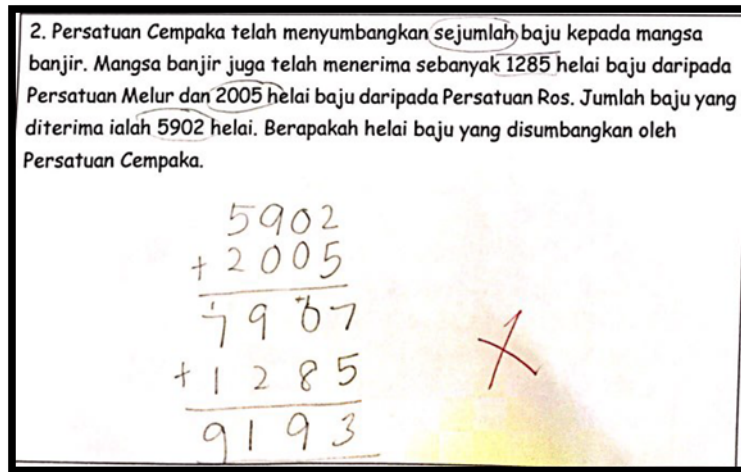 2. Persatuan Cempaka telah menyumbangkan sejumlah baju kepada mangsa
banjir. Mangsa banjir juga telah menerima sebanyak 1285 helai baju daripada
Persatuan Melur dan 2005 helai baju daripada Persatuan Ros. Jumlah baju yang
diterima ialah 5902 helai. Berapakah helai baju yang disumbangkan oleh
Persatuan Cempaka.
5902
+ 2005
7907
+ 1285
9193